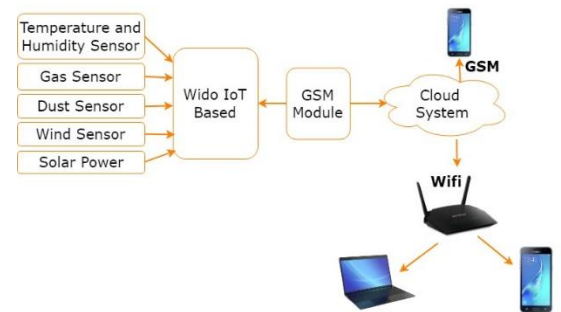 Temperature and
Humidity Sensor
Gas Sensor
Dust Sensor
Wind Sensor
Solar Power
Wido IoT
Based
GSM
Module
Cloud
System
GSM
Wifi